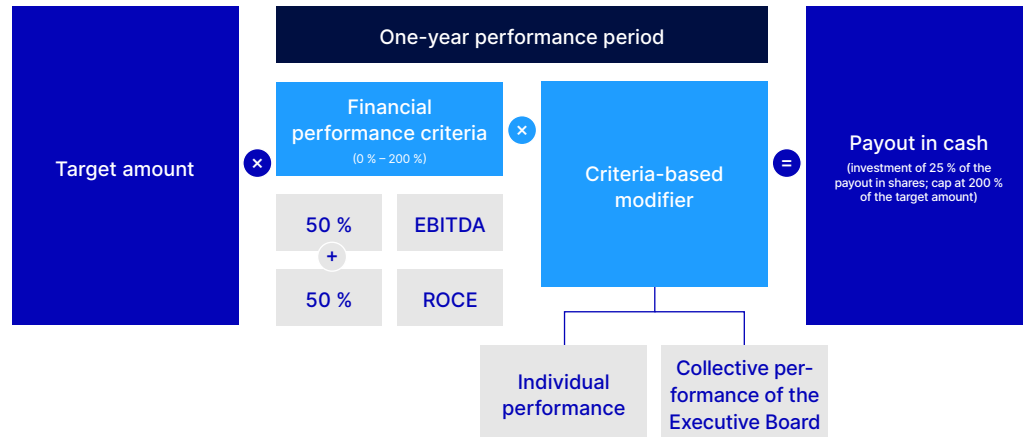 One-year performance period
Target amount
×
Financial
performance criteria
(0 % – 200 %)
×
Criteria-based
modifier
=
Payout in cash
(investment of 25 % of the
payout in shares; cap at 200 %
of the target amount)
50 %
EBITDA
+
50 %
ROCE
Individual
performance
Collective per-
formance of the
Executive Board